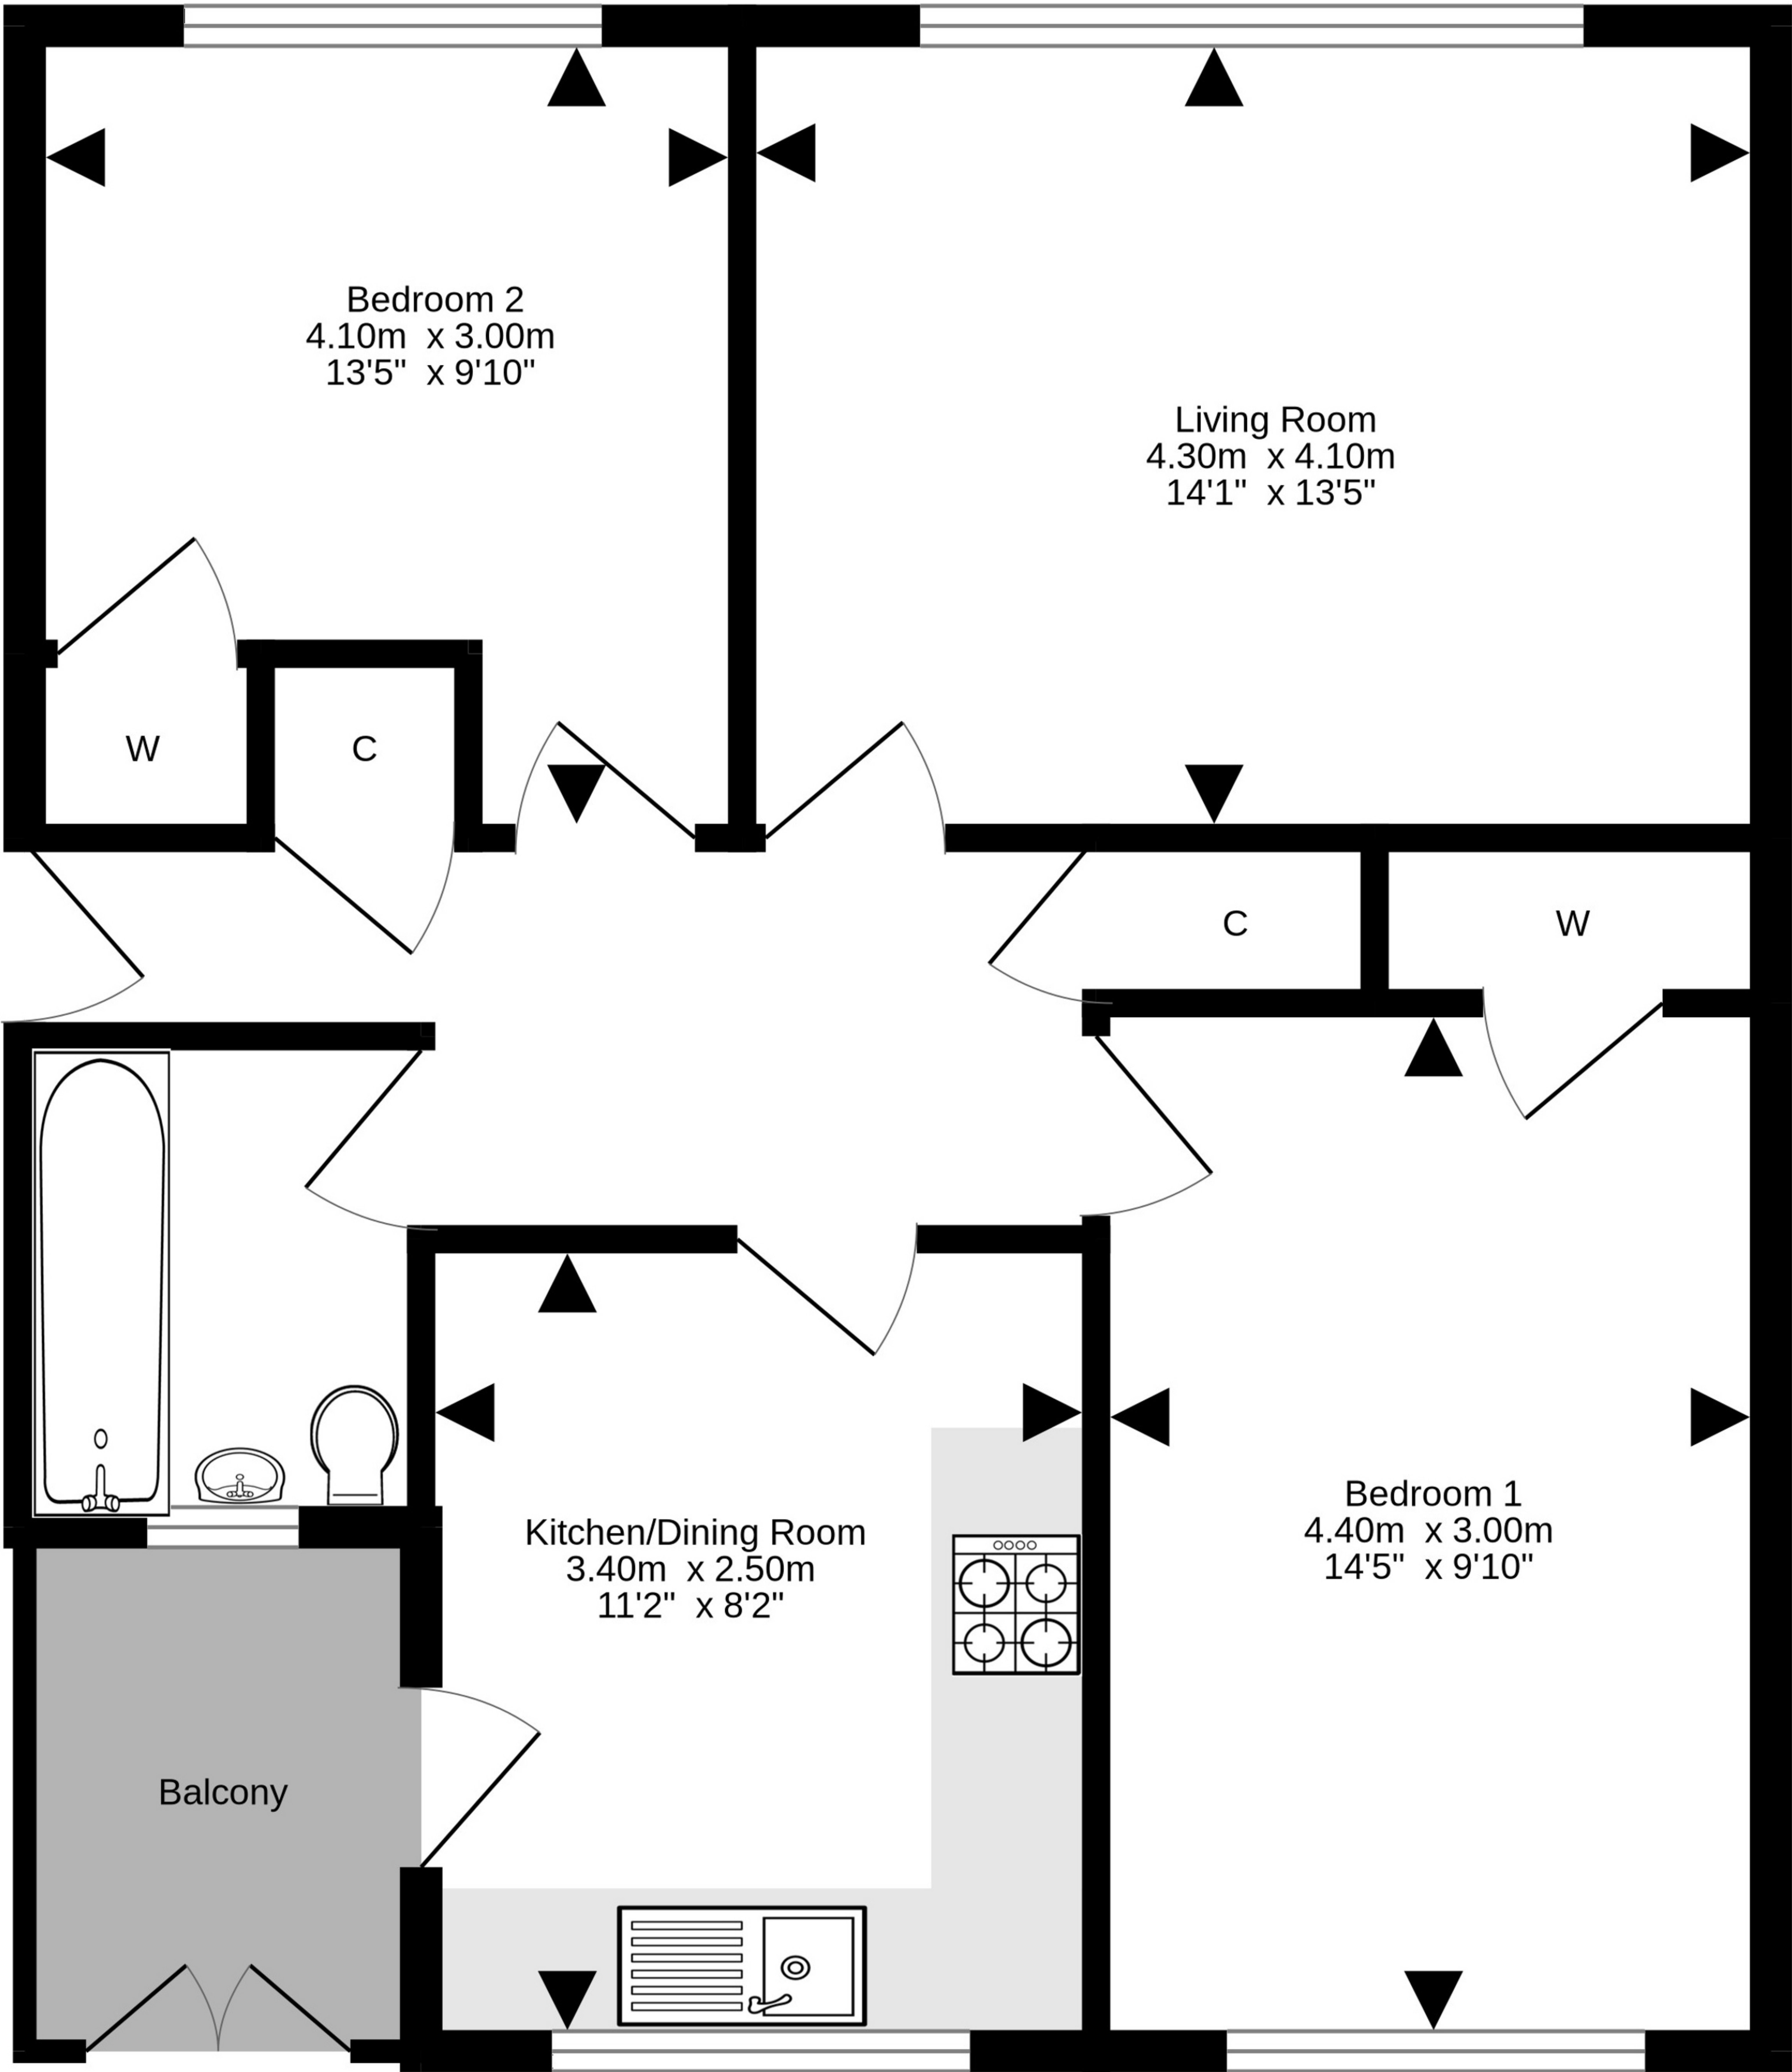 Bedroom 2
4.10m x 3.00m
13'5" x 9'10"
Living Room
4.30m x 4.10m
14'1" x 13'5"
W
C
C
W
Bedroom 1
4.40m x 3.00m
14'5" x 9'10"
Kitchen/Dining Room
3.40m x 2.50m
11'2" x 8'2"
Balcony